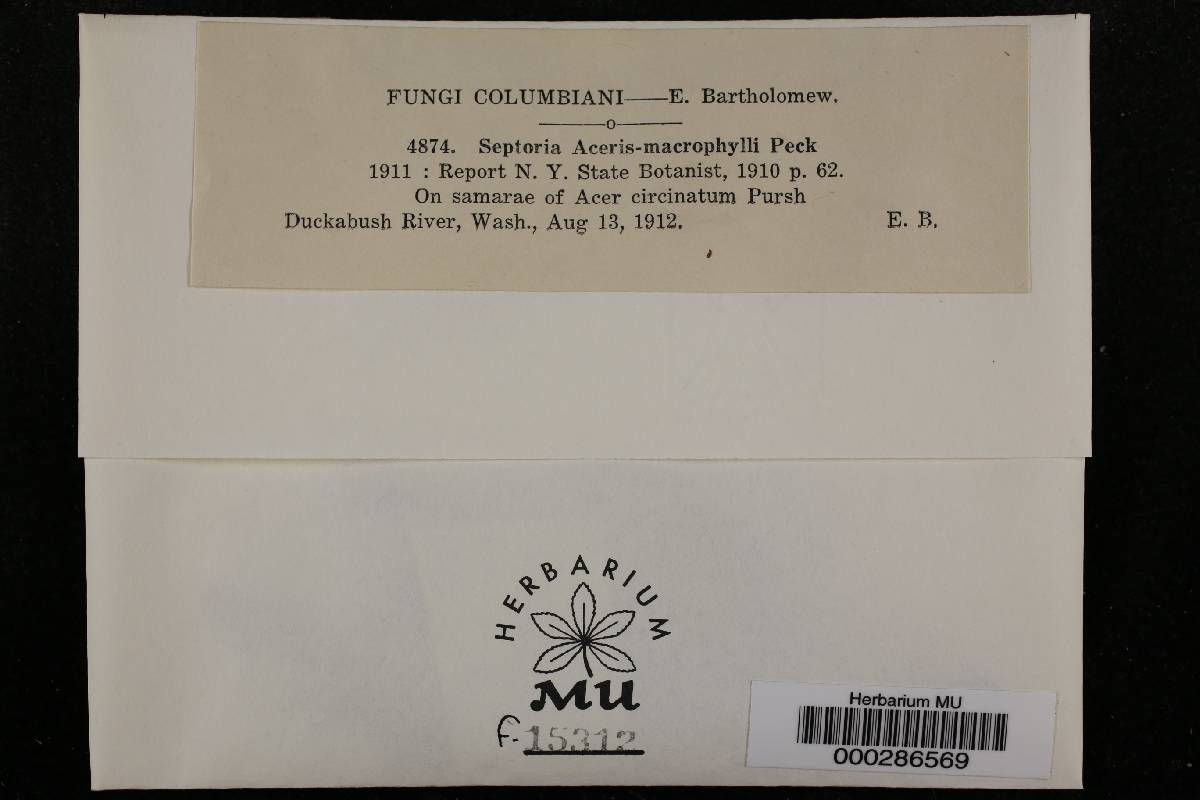 FUNGI COLUMBIANI——E. Bartholomew.
———o———
4874. Septoria Aceris-macrophylli Peck
1911 : Report N. Y. State Botanist, 1910 p. 62.
On samarae of Acer circinatum Pursh
Duckabush River, Wash., Aug 13, 1912. E. B.
HERBARIUM
MU
F-15312
Herbarium MU
000286569